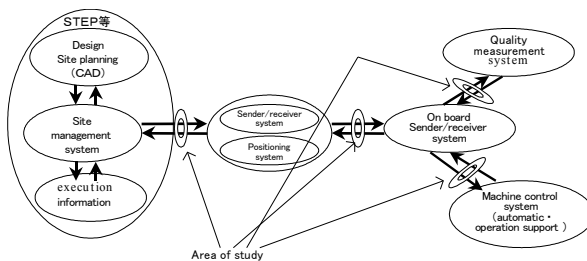 STEP等
Design
Site planning
(CAD)
Site
management
system
execution
information
Sender/receiver
system
Positioning
system
On board
Sender/receiver
system
Quality
measurement
system
Machine control
system
(automatic・
operation support )
Area of study